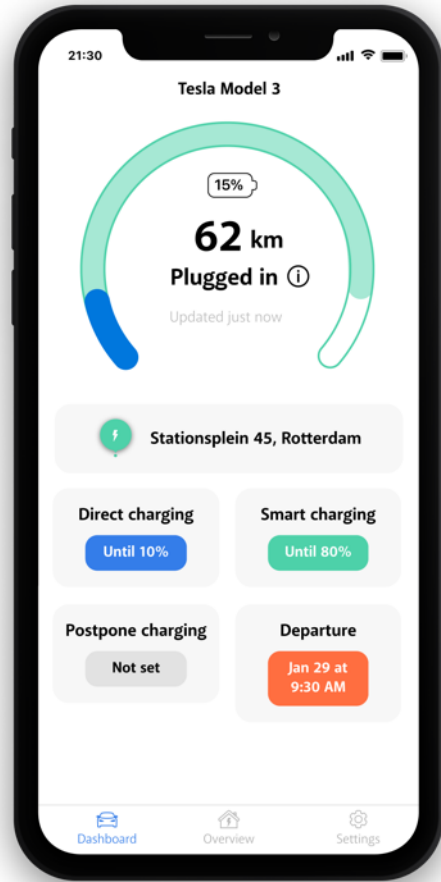 21:30
Tesla Model 3
15%
62 km
Plugged in ⓘ
Updated just now
Stationsplein 45, Rotterdam
Direct charging
Until 10%
Smart charging
Until 80%
Postpone charging
Not set
Departure
Jan 29 at
9:30 AM
Dashboard
Overview
Settings